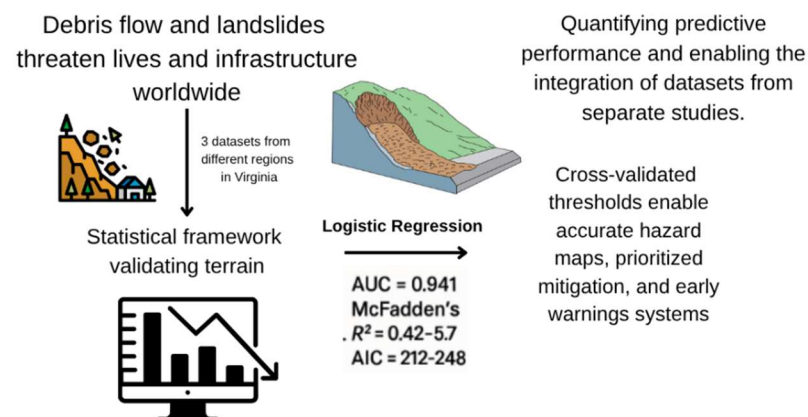 Debris flow and landslides
threaten lives and infrastructure
worldwide
3 datasets from
different regions
in Virginia
Statistical framework
validating terrain
Logistic Regression
AUC = 0.941
McFadden's
. R² = 0.42-5.7
AIC = 212-248
Quantifying predictive
performance and enabling the
integration of datasets from
separate studies.
Cross-validated
thresholds enable
accurate hazard
maps, prioritized
mitigation, and early
warnings systems